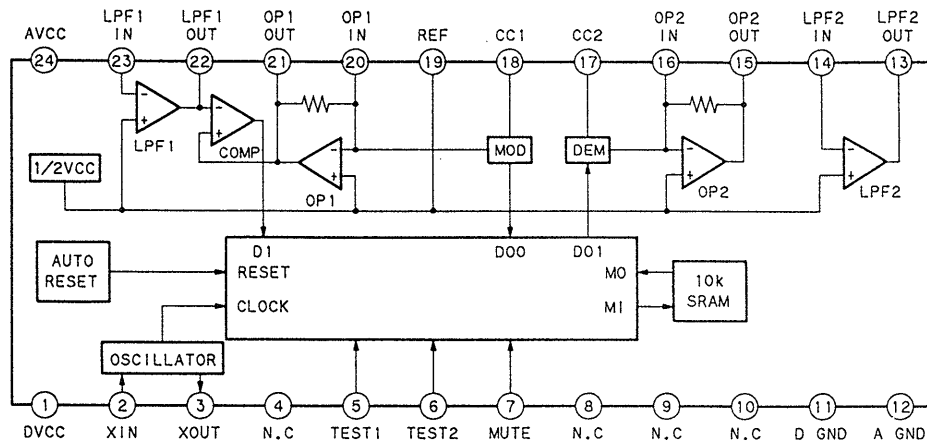 AVCC LPF1 IN LPF1 OUT OP1 OUT OP1 IN REF CC1 CC2 OP2 IN OP2 OUT LPF2 IN LPF2 OUT
24 23 22 21 20 19 18 17 16 15 14 13
- + LPF1
- + COMP
- + OP1
MOD
DEM
- + OP2
- + LPF2
1/2VCC
AUTO
RESET
D1 DO0 DO1
RESET
CLOCK
MO
MI
10k
SRAM
OSCILLATOR
1 2 3 4 5 6 7 8 9 10 11 12
DVCC XIN XOUT N.C TEST1 TEST2 MUTE N.C N.C N.C D GND A GND